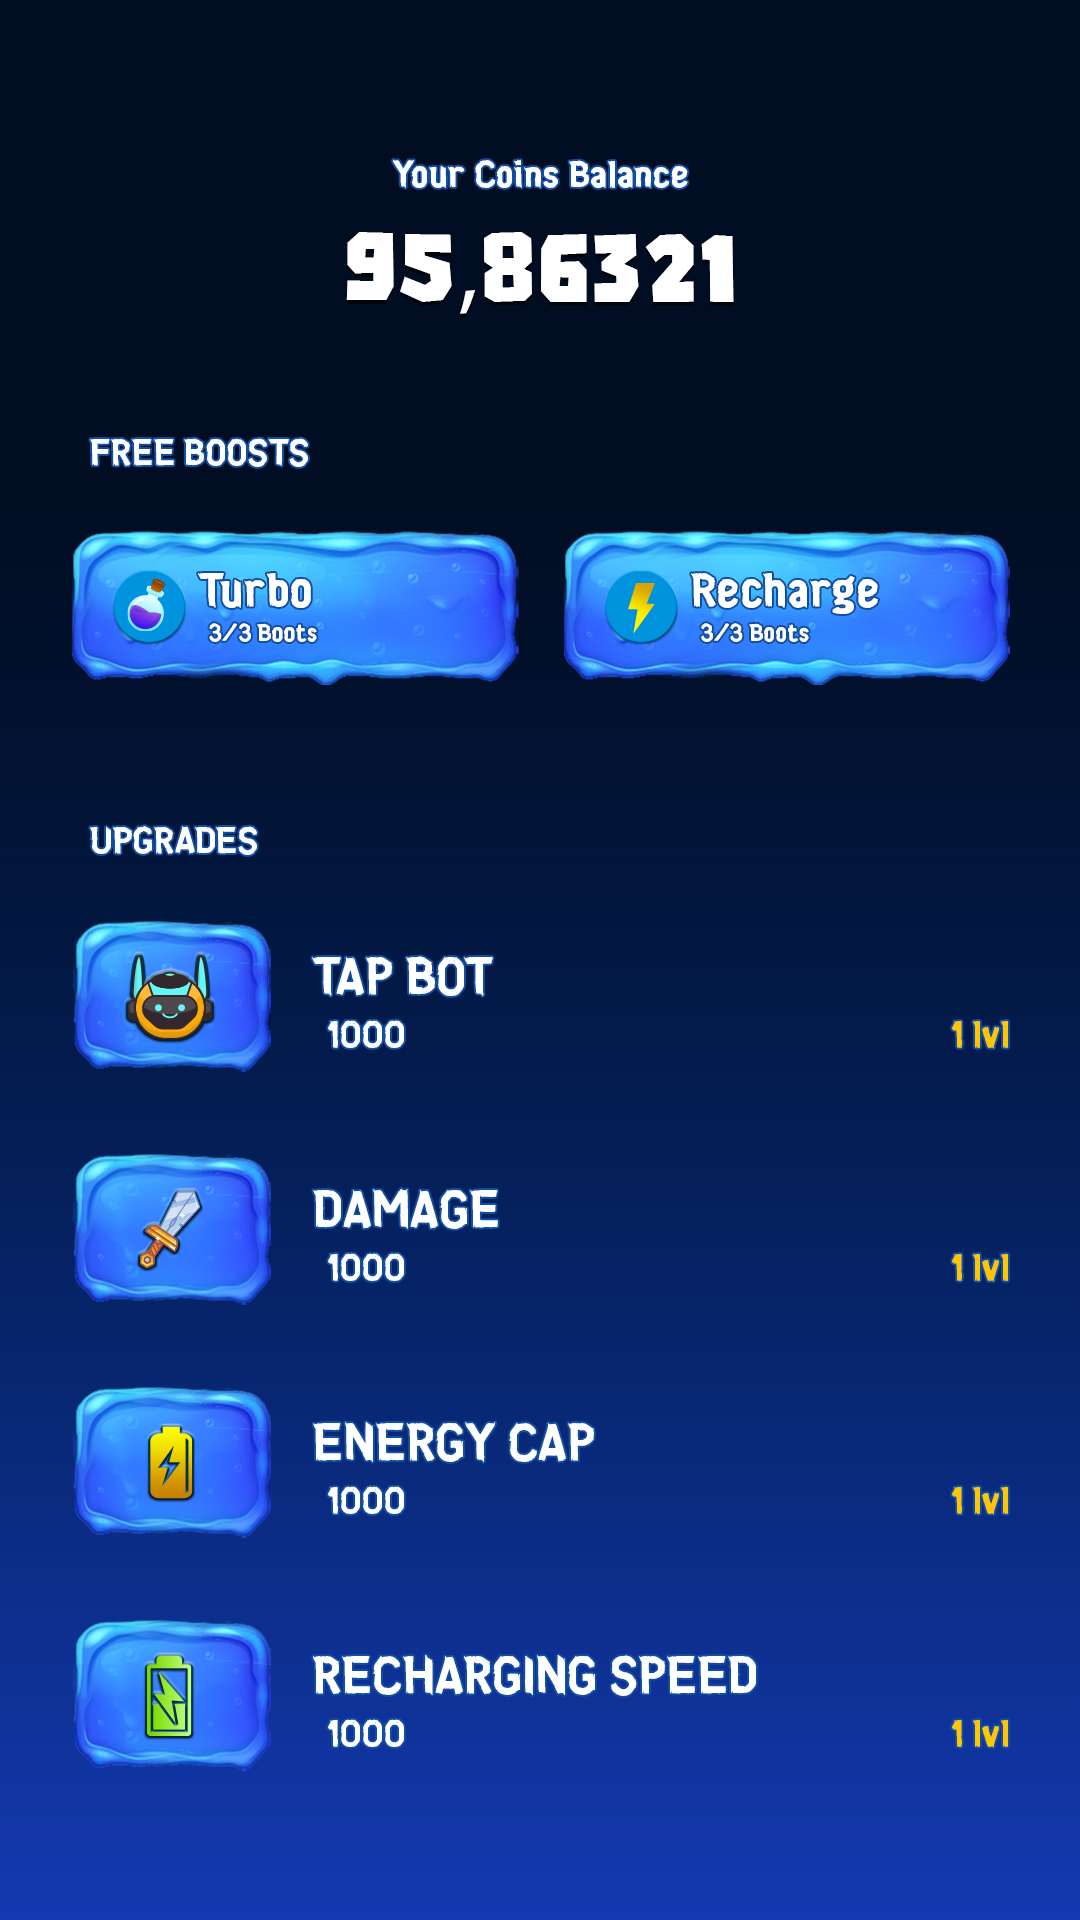 Your Coins Balance
95,86321
FREE BOOSTS
Turbo
3/3 Boots
Recharge
3/3 Boots
UPGRADES
TAP BOT
1000
1 lvl
DAMAGE
1000
1 lvl
ENERGY CAP
1000
1 lvl
RECHARGING SPEED
1000
1 lvl